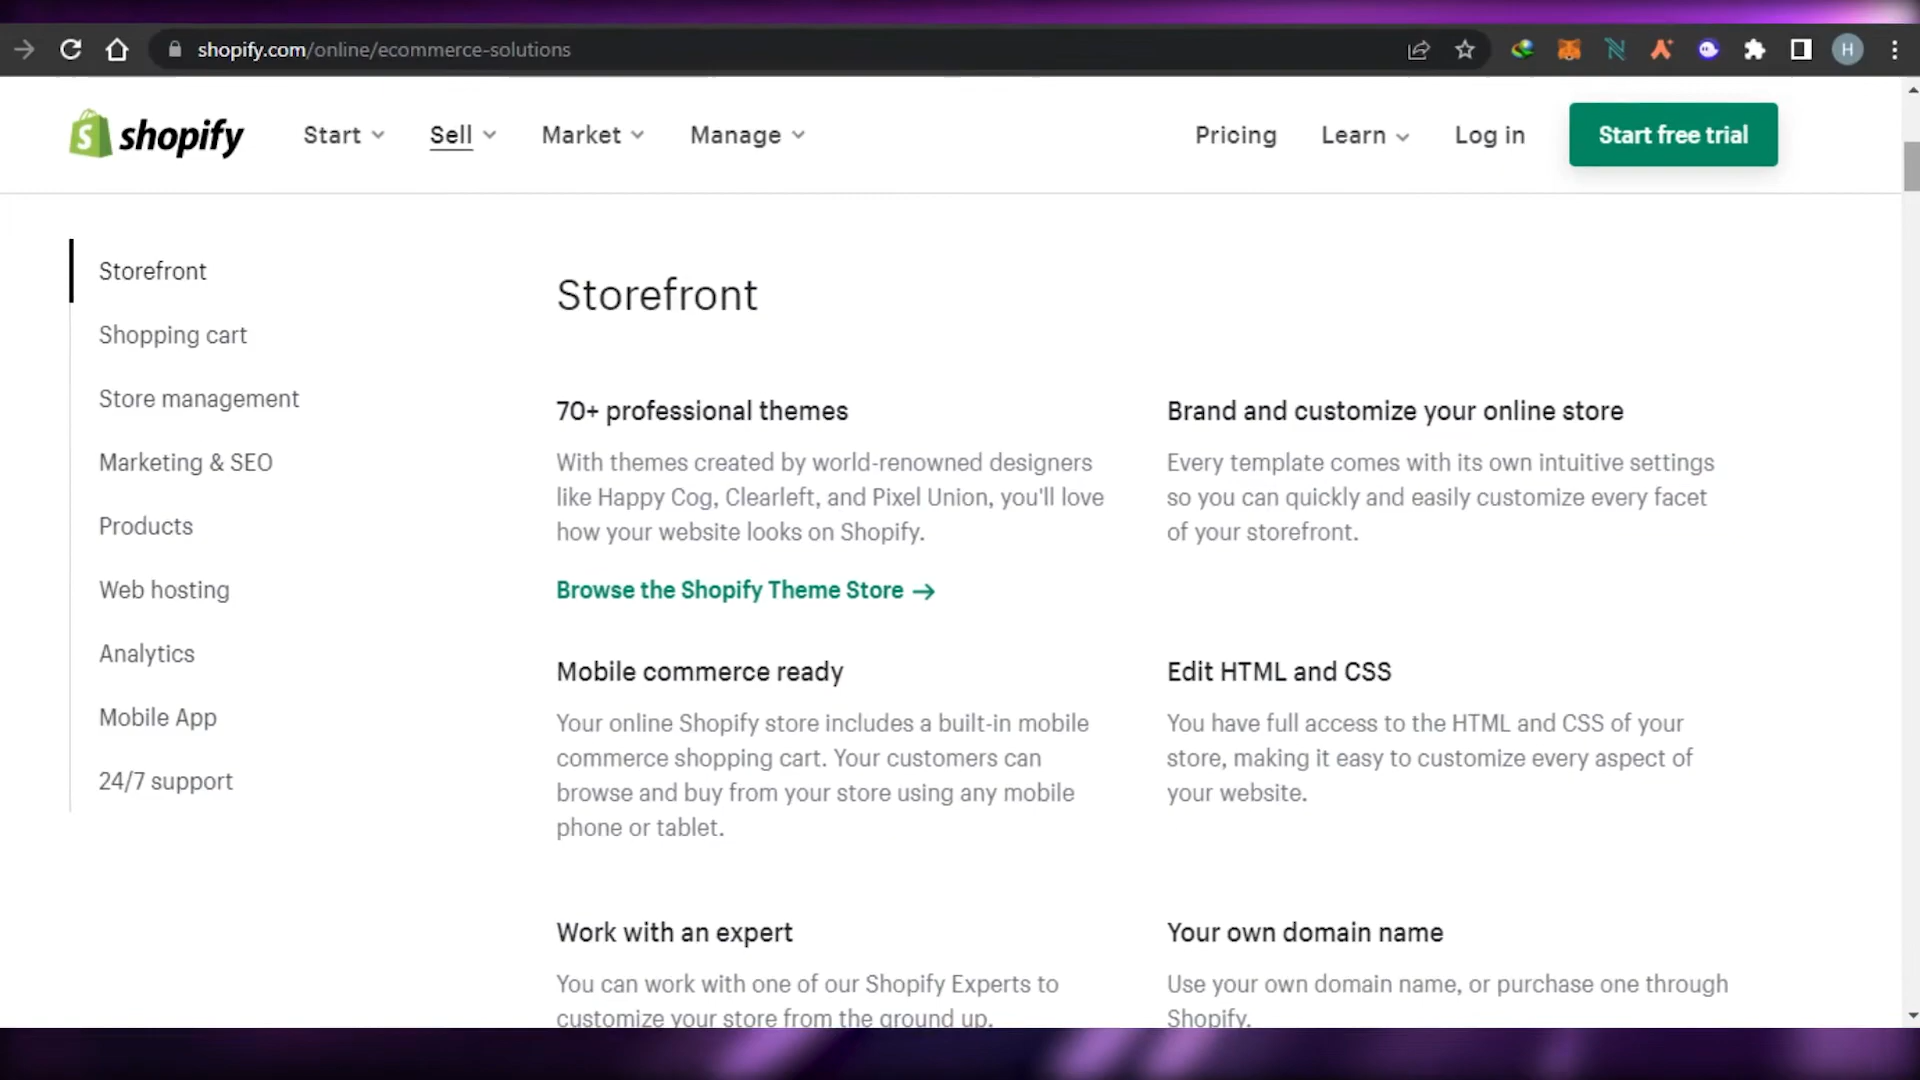 shopify.com/online/ecommerce-solutions
H
shopify
Start
Sell
Market
Manage
Pricing
Learn
Log in
Start free trial
Storefront
Shopping cart
Store management
Marketing & SEO
Products
Web hosting
Analytics
Mobile App
24/7 support
Storefront
70+ professional themes
With themes created by world-renowned designers
like Happy Cog, Clearleft, and Pixel Union, you'll love
how your website looks on Shopify.
Browse the Shopify Theme Store →
Brand and customize your online store
Every template comes with its own intuitive settings
so you can quickly and easily customize every facet
of your storefront.
Mobile commerce ready
Your online Shopify store includes a built-in mobile
commerce shopping cart. Your customers can
browse and buy from your store using any mobile
phone or tablet.
Edit HTML and CSS
You have full access to the HTML and CSS of your
store, making it easy to customize every aspect of
your website.
Work with an expert
You can work with one of our Shopify Experts to
customize your store from the ground up.
Your own domain name
Use your own domain name, or purchase one through
Shopify.